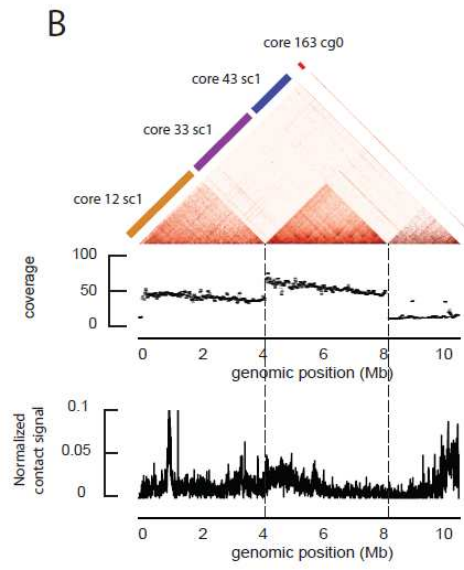 B
core 163 cg0
core 43 sc1
core 33 sc1
core 12 sc1
100
50
0
coverage
0 2 4 6 8 10
genomic position (Mb)
0.1
0.05
0
Normalized
contact signal
0 2 4 6 8 10
genomic position (Mb)